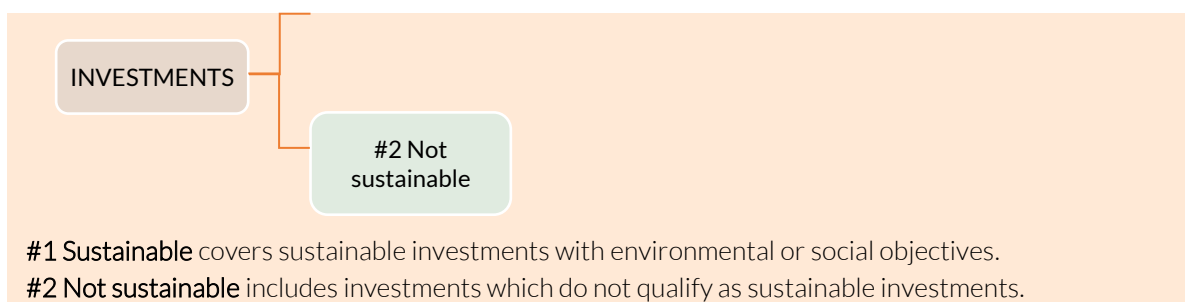 INVESTMENTS
#2 Not
sustainable
#1 Sustainable covers sustainable investments with environmental or social objectives.
#2 Not sustainable includes investments which do not qualify as sustainable investments.